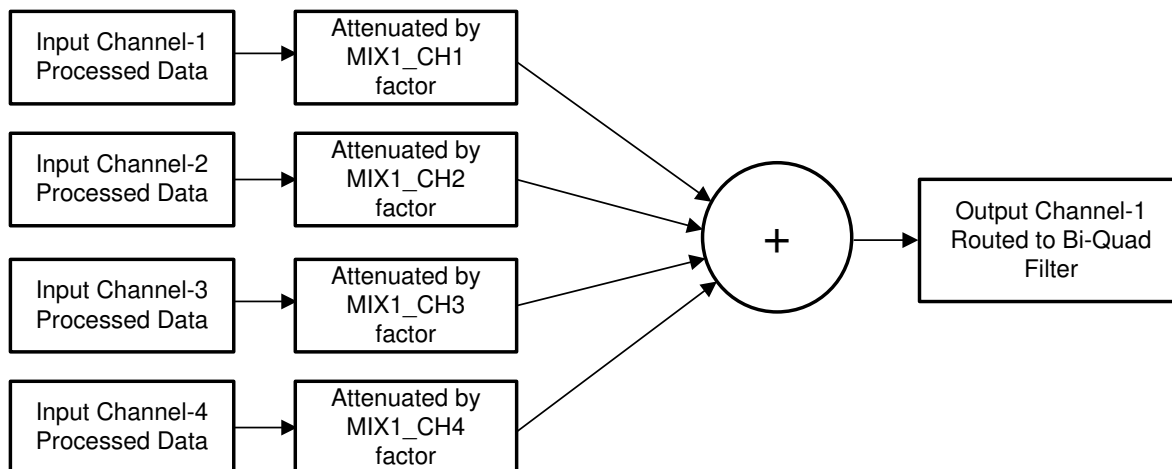 Input Channel-1
Processed Data
Attenuated by
MIX1_CH1
factor
Input Channel-2
Processed Data
Attenuated by
MIX1_CH2
factor
Input Channel-3
Processed Data
Attenuated by
MIX1_CH3
factor
Input Channel-4
Processed Data
Attenuated by
MIX1_CH4
factor
+
Output Channel-1
Routed to Bi-Quad
Filter